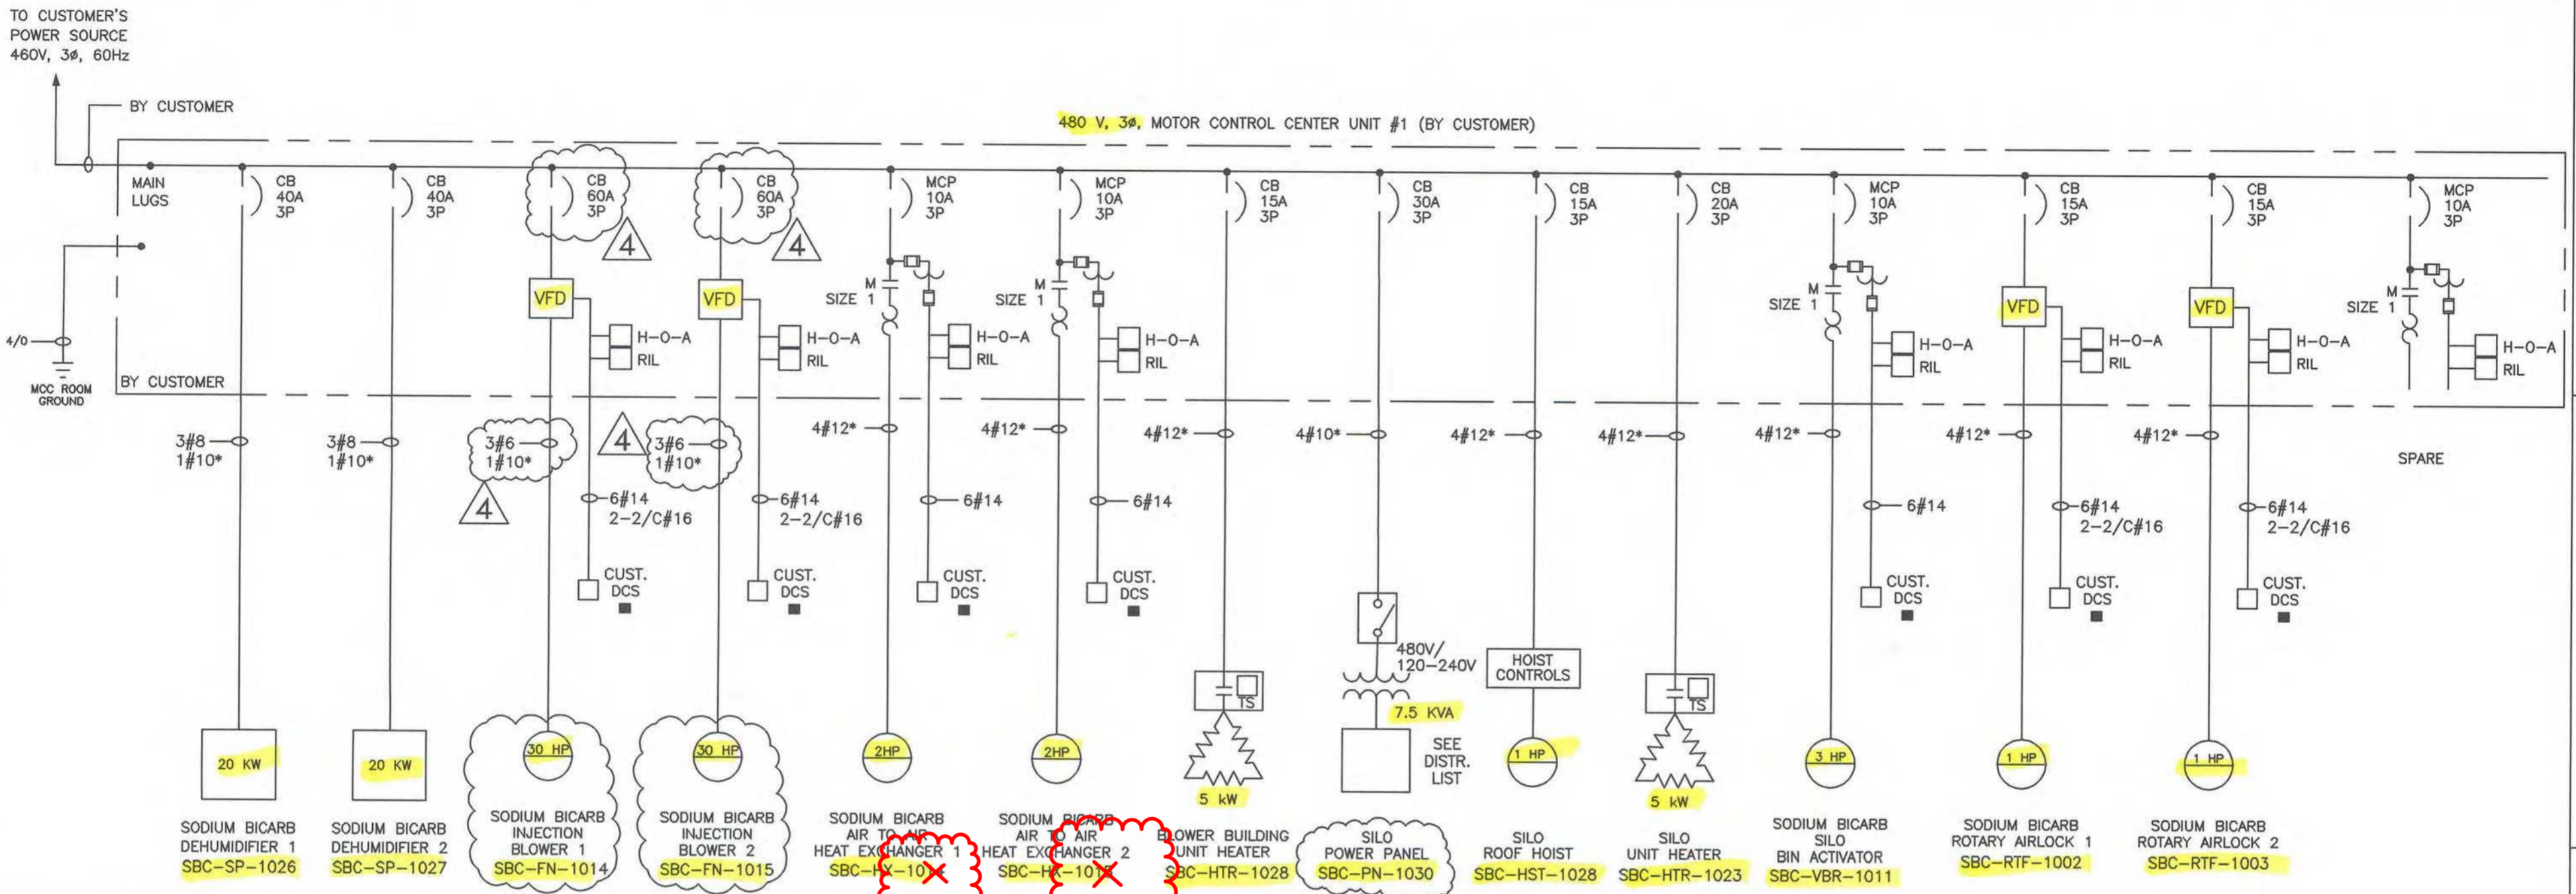 TO CUSTOMER'S
POWER SOURCE
460V, 3ø, 60Hz
BY CUSTOMER
480 V, 3ø, MOTOR CONTROL CENTER UNIT #1 (BY CUSTOMER)
MAIN
LUGS
CB
40A
3P
CB
40A
3P
CB
60A
3P
4
CB
60A
3P
4
MCP
10A
3P
MCP
10A
3P
CB
15A
3P
CB
30A
3P
CB
15A
3P
CB
20A
3P
MCP
10A
3P
CB
15A
3P
CB
15A
3P
MCP
10A
3P
VFD
VFD
M
SIZE 1
M
SIZE 1
M
SIZE 1
VFD
VFD
M
SIZE 1
H-O-A
RIL
H-O-A
RIL
H-O-A
RIL
H-O-A
RIL
H-O-A
RIL
H-O-A
RIL
H-O-A
RIL
H-O-A
RIL
4/0
MCC ROOM
GROUND
BY CUSTOMER
3#8
1#10*
3#8
1#10*
3#6
1#10*
4
4
3#6
1#10*
4#12*
4#12*
4#12*
4#10*
4#12*
4#12*
4#12*
4#12*
4#12*
SPARE
6#14
2-2/C#16
6#14
2-2/C#16
6#14
6#14
6#14
6#14
2-2/C#16
6#14
2-2/C#16
CUST.
DCS
CUST.
DCS
CUST.
DCS
CUST.
DCS
CUST.
DCS
CUST.
DCS
CUST.
DCS
TS
480V/
120-240V
7.5 KVA
SEE
DISTR.
LIST
HOIST
CONTROLS
TS
20 KW
20 KW
30 HP
30 HP
2HP
2HP
5 kW
1 HP
5 kW
3 HP
1 HP
1 HP
SODIUM BICARB
DEHUMIDIFIER 1
SBC-SP-1026
SODIUM BICARB
DEHUMIDIFIER 2
SBC-SP-1027
SODIUM BICARB
INJECTION
BLOWER 1
SBC-FN-1014
SODIUM BICARB
INJECTION
BLOWER 2
SBC-FN-1015
SODIUM BICARB
AIR TO AIR
HEAT EXCHANGER 1
SODIUM BICARB
AIR TO AIR
HEAT EXCHANGER 2
BLOWER BUILDING
UNIT HEATER
SBC-HTR-1028
SILO
POWER PANEL
SBC-PN-1030
SILO
ROOF HOIST
SBC-HST-1028
SILO
UNIT HEATER
SBC-HTR-1023
SODIUM BICARB
SILO
BIN ACTIVATOR
SBC-VBR-1011
SODIUM BICARB
ROTARY AIRLOCK 1
SBC-RTF-1002
SODIUM BICARB
ROTARY AIRLOCK 2
SBC-RTF-1003